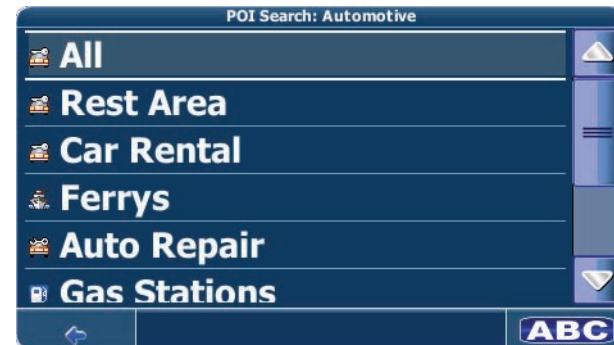 POI Search: Automotive
All
Rest Area
Car Rental
Ferrys
Auto Repair
Gas Stations
ABC